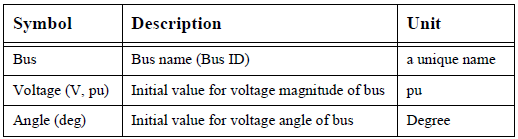 Symbol Description Unit
Bus Bus name (Bus ID) a unique name
Voltage (V, pu) Initial value for voltage magnitude of bus pu
Angle (deg) Initial value for voltage angle of bus Degree